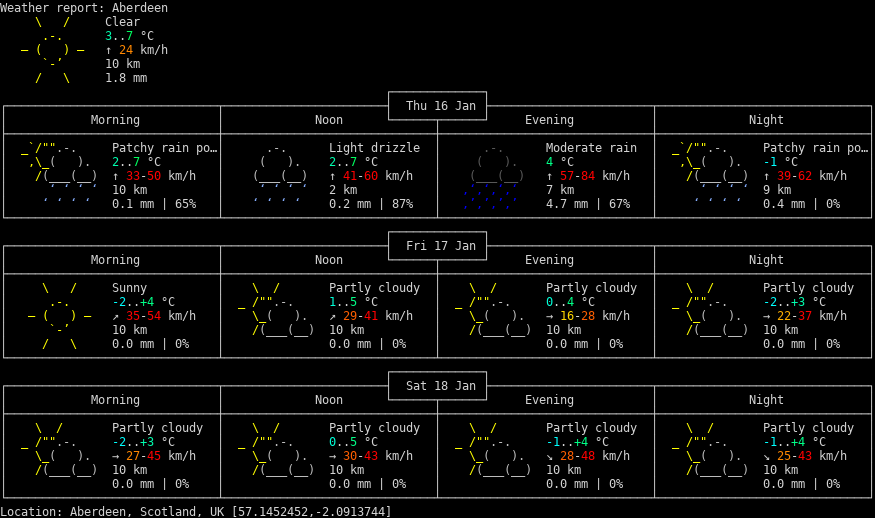 Weather report: Aberdeen
Clear
3..7 °C
↑ 24 km/h
10 km
1.8 mm
Thu 16 Jan
Morning Noon Evening Night
Patchy rain po… Light drizzle Moderate rain Patchy rain po…
2..7 °C 2..7 °C 4 °C -1 °C
↑ 33-50 km/h ↑ 41-60 km/h ↑ 57-84 km/h ↑ 39-62 km/h
10 km 2 km 7 km 9 km
0.1 mm | 65% 0.2 mm | 87% 4.7 mm | 67% 0.4 mm | 0%
Fri 17 Jan
Morning Noon Evening Night
Sunny Partly cloudy Partly cloudy Partly cloudy
-2..+4 °C 1..5 °C 0..4 °C -2..+3 °C
↗ 35-54 km/h ↗ 29-41 km/h → 16-28 km/h → 22-37 km/h
10 km 10 km 10 km 10 km
0.0 mm | 0% 0.0 mm | 0% 0.0 mm | 0% 0.0 mm | 0%
Sat 18 Jan
Morning Noon Evening Night
Partly cloudy Partly cloudy Partly cloudy Partly cloudy
-2..+3 °C 0..5 °C -1..+4 °C -1..+4 °C
→ 27-45 km/h → 30-43 km/h ↘ 28-48 km/h ↘ 25-43 km/h
10 km 10 km 10 km 10 km
0.0 mm | 0% 0.0 mm | 0% 0.0 mm | 0% 0.0 mm | 0%
Location: Aberdeen, Scotland, UK [57.1452452,-2.0913744]